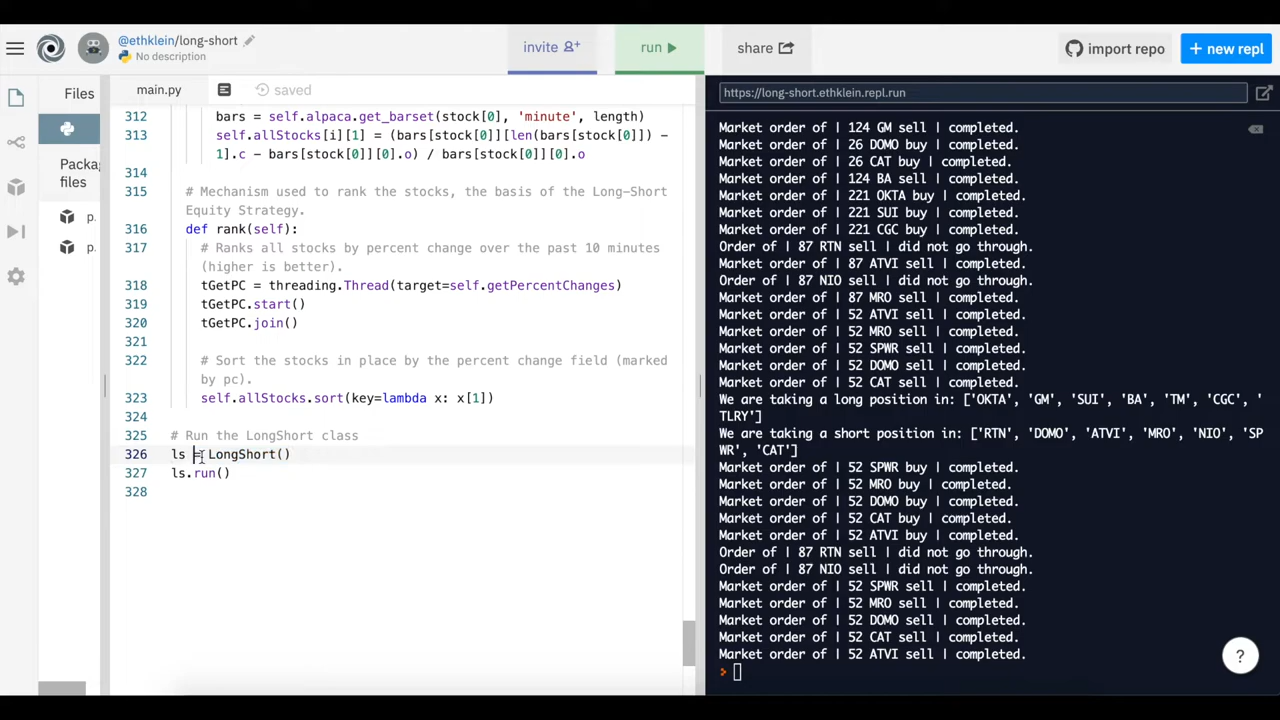 @ethklein/long-short
No description
invite
run
share
import repo
+ new repl
Files
main.py
saved
https://long-short.ethklein.repl.run
Packa
files
p.
p.
312 bars = self.alpaca.get_barset(stock[0], 'minute', length)
313 self.allStocks[i][1] = (bars[stock[0]][len(bars[stock[0]]) -
1].c - bars[stock[0]][0].o) / bars[stock[0]][0].o
314
315 # Mechanism used to rank the stocks, the basis of the Long-Short
Equity Strategy.
316 def rank(self):
317 # Ranks all stocks by percent change over the past 10 minutes
(higher is better).
318 tGetPC = threading.Thread(target=self.getPercentChanges)
319 tGetPC.start()
320 tGetPC.join()
321
322 # Sort the stocks in place by the percent change field (marked
by pc).
323 self.allStocks.sort(key=lambda x: x[1])
324
325 # Run the LongShort class
326 ls = LongShort()
327 ls.run()
328
Market order of | 124 GM sell | completed.
Market order of | 26 DOMO buy | completed.
Market order of | 26 CAT buy | completed.
Market order of | 124 BA sell | completed.
Market order of | 221 OKTA buy | completed.
Market order of | 221 SUI buy | completed.
Market order of | 221 CGC buy | completed.
Order of | 87 RTN sell | did not go through.
Market order of | 87 ATVI sell | completed.
Order of | 87 NIO sell | did not go through.
Market order of | 87 MRO sell | completed.
Market order of | 52 ATVI sell | completed.
Market order of | 52 MRO sell | completed.
Market order of | 52 SPWR sell | completed.
Market order of | 52 DOMO sell | completed.
Market order of | 52 CAT sell | completed.
We are taking a long position in: ['OKTA', 'GM', 'SUI', 'BA', 'TM', 'CGC', '
TLRY']
We are taking a short position in: ['RTN', 'DOMO', 'ATVI', 'MRO', 'NIO', 'SP
WR', 'CAT']
Market order of | 52 SPWR buy | completed.
Market order of | 52 MRO buy | completed.
Market order of | 52 DOMO buy | completed.
Market order of | 52 CAT buy | completed.
Market order of | 52 ATVI buy | completed.
Order of | 87 RTN sell | did not go through.
Order of | 87 NIO sell | did not go through.
Market order of | 52 SPWR sell | completed.
Market order of | 52 MRO sell | completed.
Market order of | 52 DOMO sell | completed.
Market order of | 52 CAT sell | completed.
Market order of | 52 ATVI sell | completed.
?